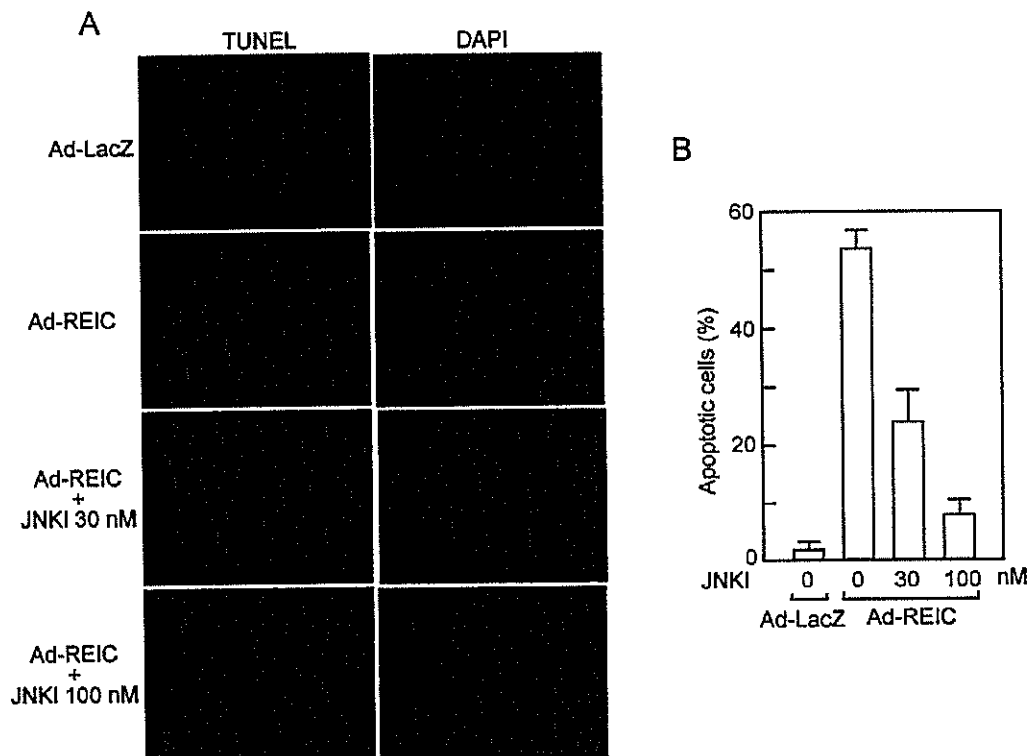 A
TUNEL DAPI
Ad-LacZ
Ad-REIC
Ad-REIC
+
JNKI 30 nM
Ad-REIC
+
JNKI 100 nM
B
Apoptotic cells (%)
60
40
20
0
JNKI 0 0 30 100 nM
Ad-LacZ Ad-REIC